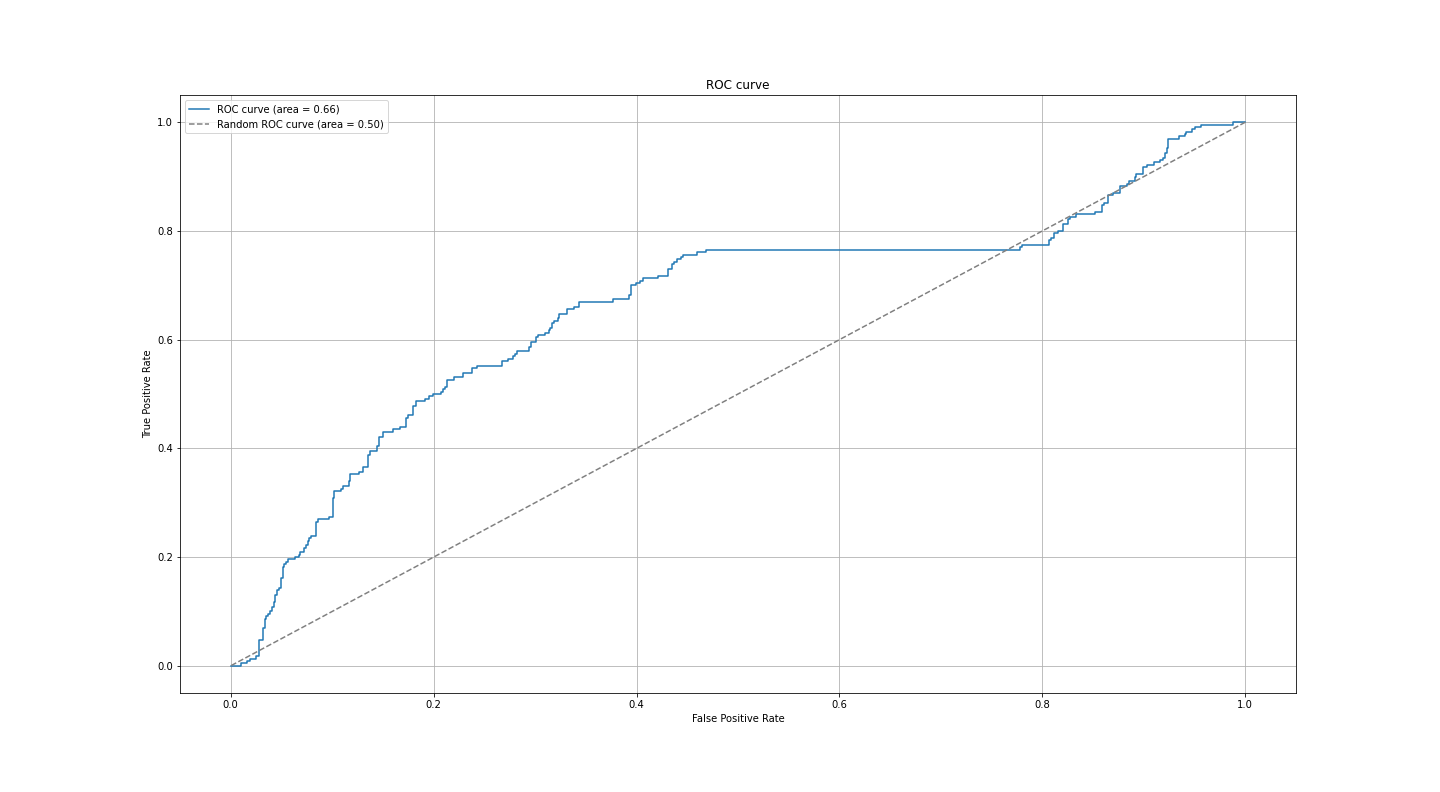 ROC curve
ROC curve (area = 0.66)
Random ROC curve (area = 0.50)
1.0
0.8
0.6
0.4
0.2
0.0
True Positive Rate
0.0 0.2 0.4 0.6 0.8 1.0
False Positive Rate